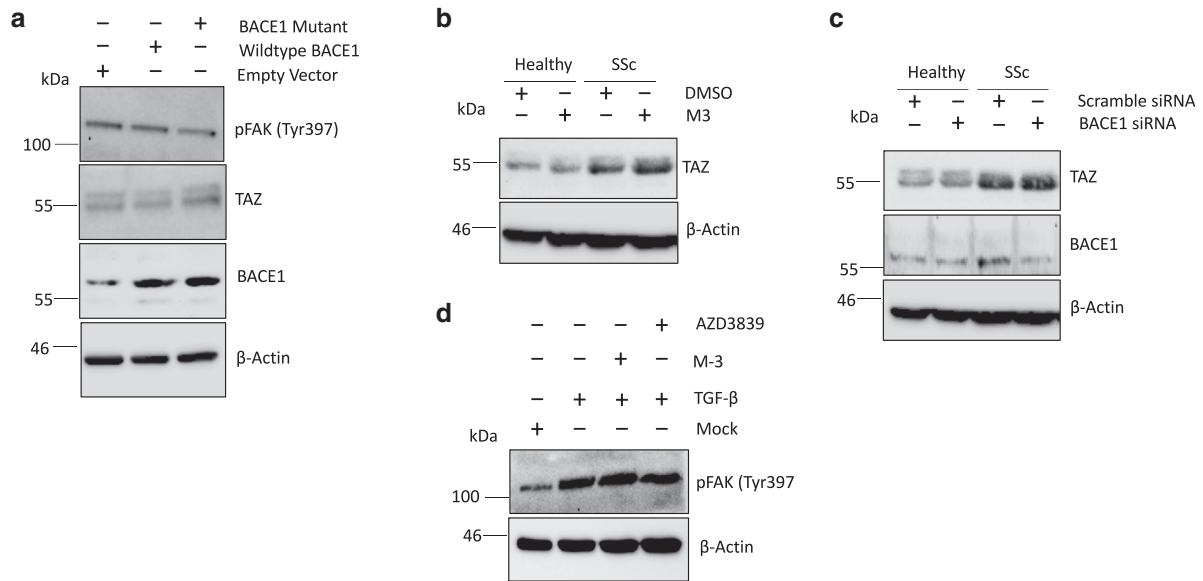 a
– – + BACE1 Mutant
– + – Wildtype BACE1
+ – – Empty Vector
kDa
pFAK (Tyr397)
100
TAZ
55
BACE1
55
46
β-Actin
b
Healthy SSc
+ – + – DMSO
– + – + M3
kDa
55
TAZ
46
β-Actin
c
Healthy SSc
+ – + – Scramble siRNA
– + – + BACE1 siRNA
kDa
TAZ
55
BACE1
55
46
β-Actin
d
– – – + AZD3839
– – + – M-3
– + + + TGF-β
+ – – – Mock
kDa
pFAK (Tyr397
100
46
β-Actin